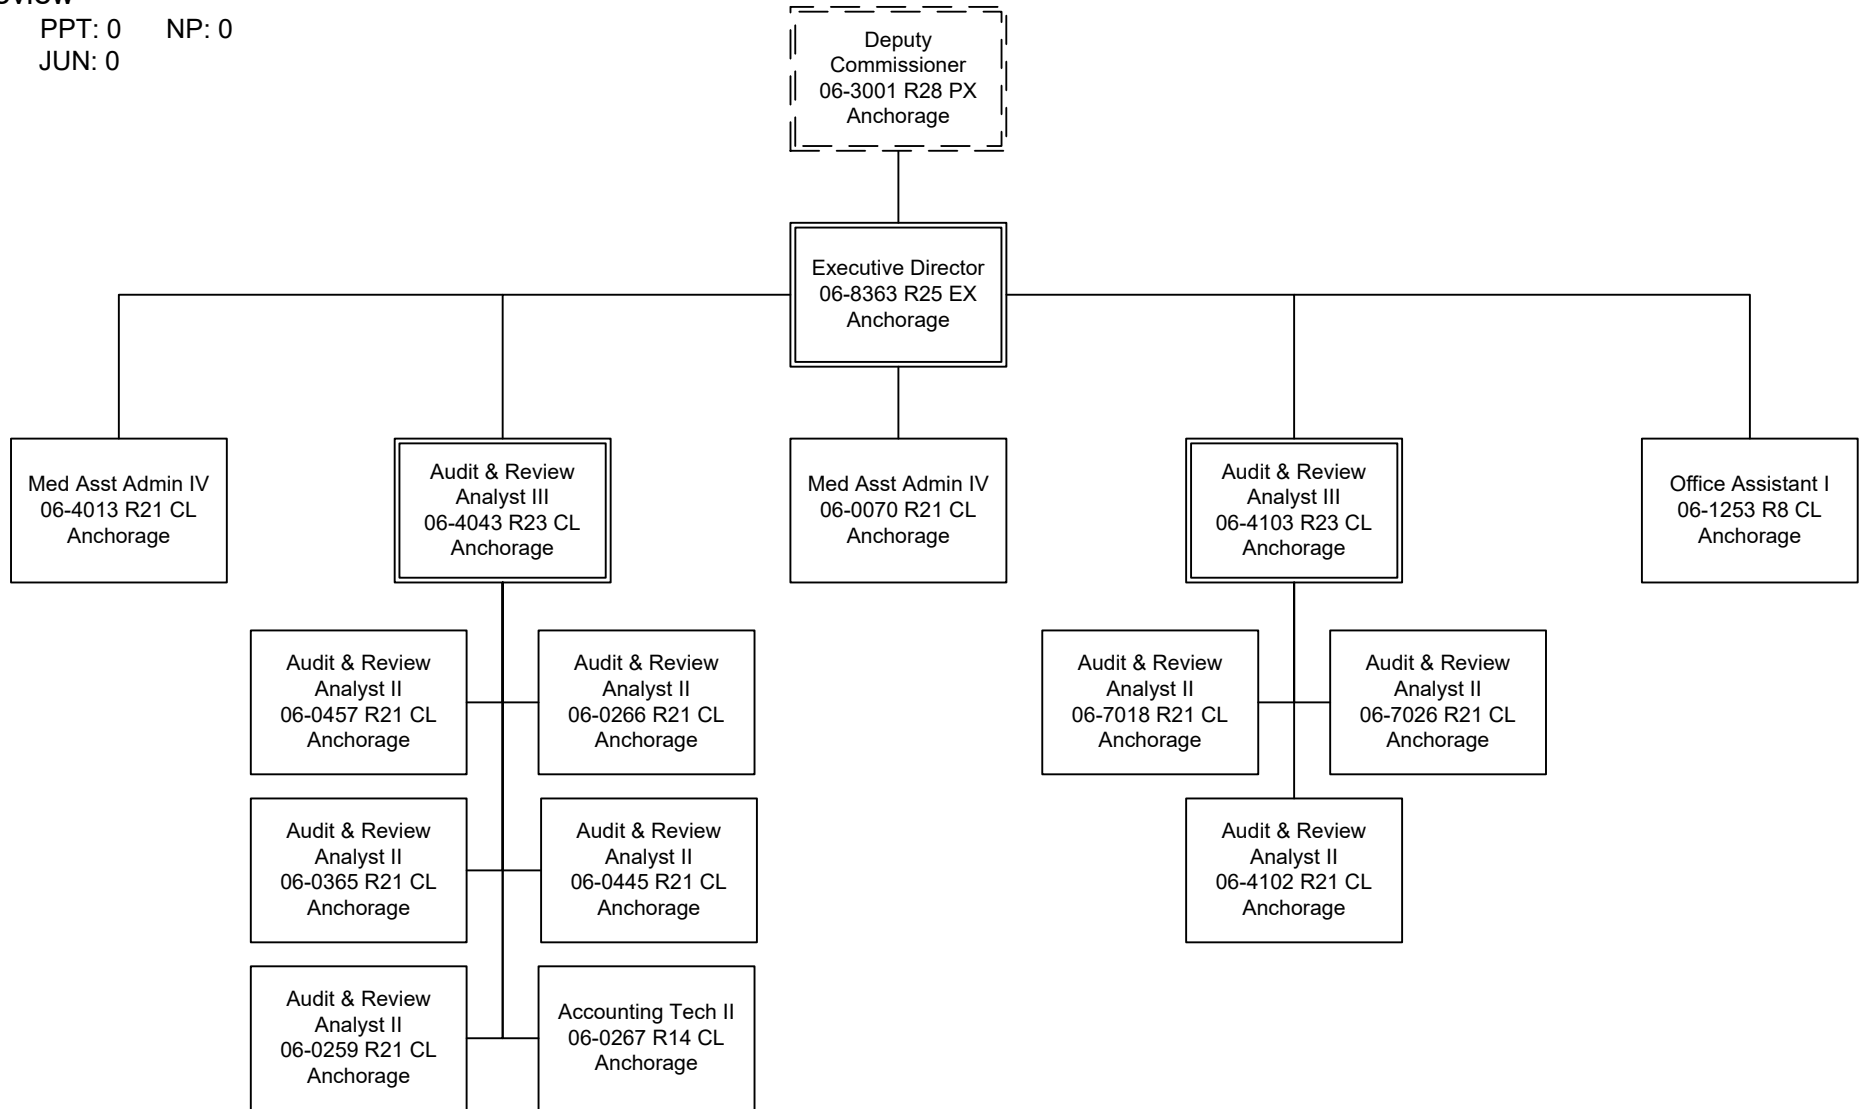 PPT: 0 NP: 0
JUN: 0
Deputy
Commissioner
06-3001 R28 PX
Anchorage
Executive Director
06-8363 R25 EX
Anchorage
Med Asst Admin IV
06-4013 R21 CL
Anchorage
Audit & Review
Analyst III
06-4043 R23 CL
Anchorage
Med Asst Admin IV
06-0070 R21 CL
Anchorage
Audit & Review
Analyst III
06-4103 R23 CL
Anchorage
Office Assistant I
06-1253 R8 CL
Anchorage
Audit & Review
Analyst II
06-0457 R21 CL
Anchorage
Audit & Review
Analyst II
06-0266 R21 CL
Anchorage
Audit & Review
Analyst II
06-7018 R21 CL
Anchorage
Audit & Review
Analyst II
06-7026 R21 CL
Anchorage
Audit & Review
Analyst II
06-0365 R21 CL
Anchorage
Audit & Review
Analyst II
06-0445 R21 CL
Anchorage
Audit & Review
Analyst II
06-4102 R21 CL
Anchorage
Audit & Review
Analyst II
06-0259 R21 CL
Anchorage
Accounting Tech II
06-0267 R14 CL
Anchorage